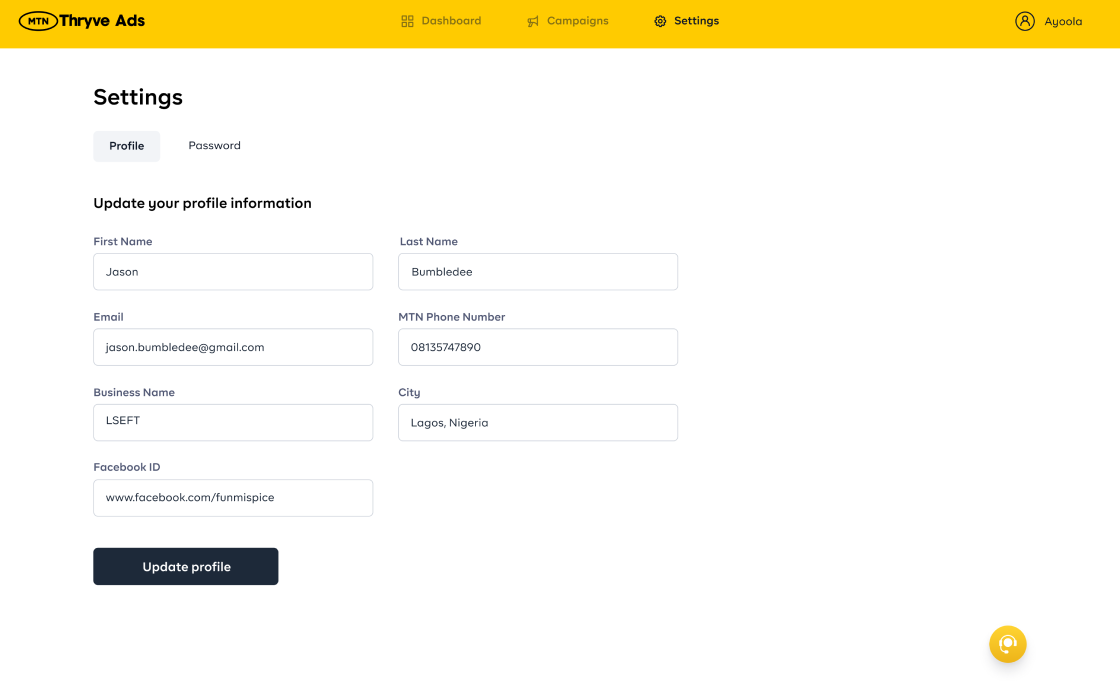 MTN Thryve Ads
Dashboard
Campaigns
Settings
Ayoola
Settings
Profile
Password
Update your profile information
First Name
Last Name
Jason
Bumbledee
Email
MTN Phone Number
jason.bumbledee@gmail.com
08135747890
Business Name
City
LSEFT
Lagos, Nigeria
Facebook ID
www.facebook.com/funmispice
Update profile